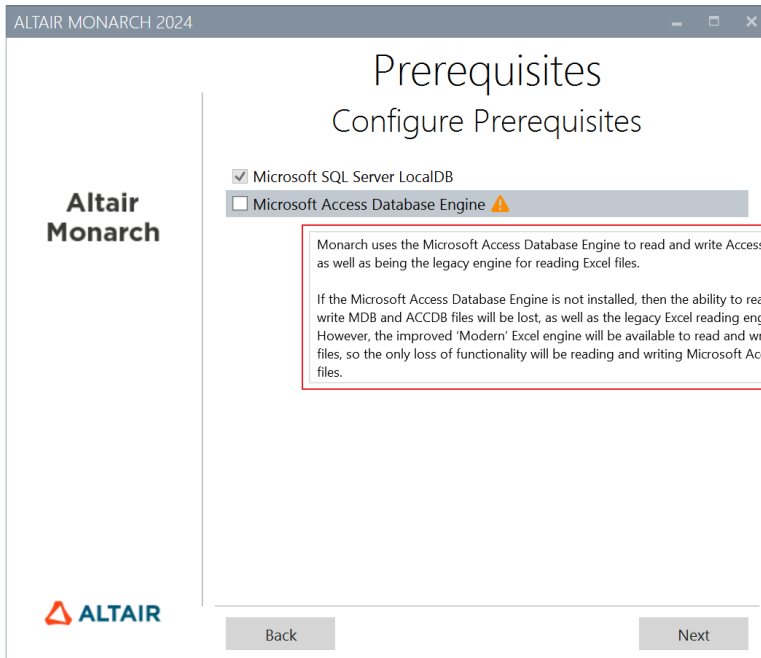 ALTAIR MONARCH 2024
Prerequisites
Configure Prerequisites
Microsoft SQL Server LocalDB
Microsoft Access Database Engine
Altair
Monarch
Monarch uses the Microsoft Access Database Engine to read and write Access
as well as being the legacy engine for reading Excel files.
If the Microsoft Access Database Engine is not installed, then the ability to
write MDB and ACCDB files will be lost, as well as the legacy Excel reading
However, the improved ‘Modern’ Excel engine will be available to read and
files, so the only loss of functionality will be reading and writing Microsoft
files.
ALTAIR
Back
Next